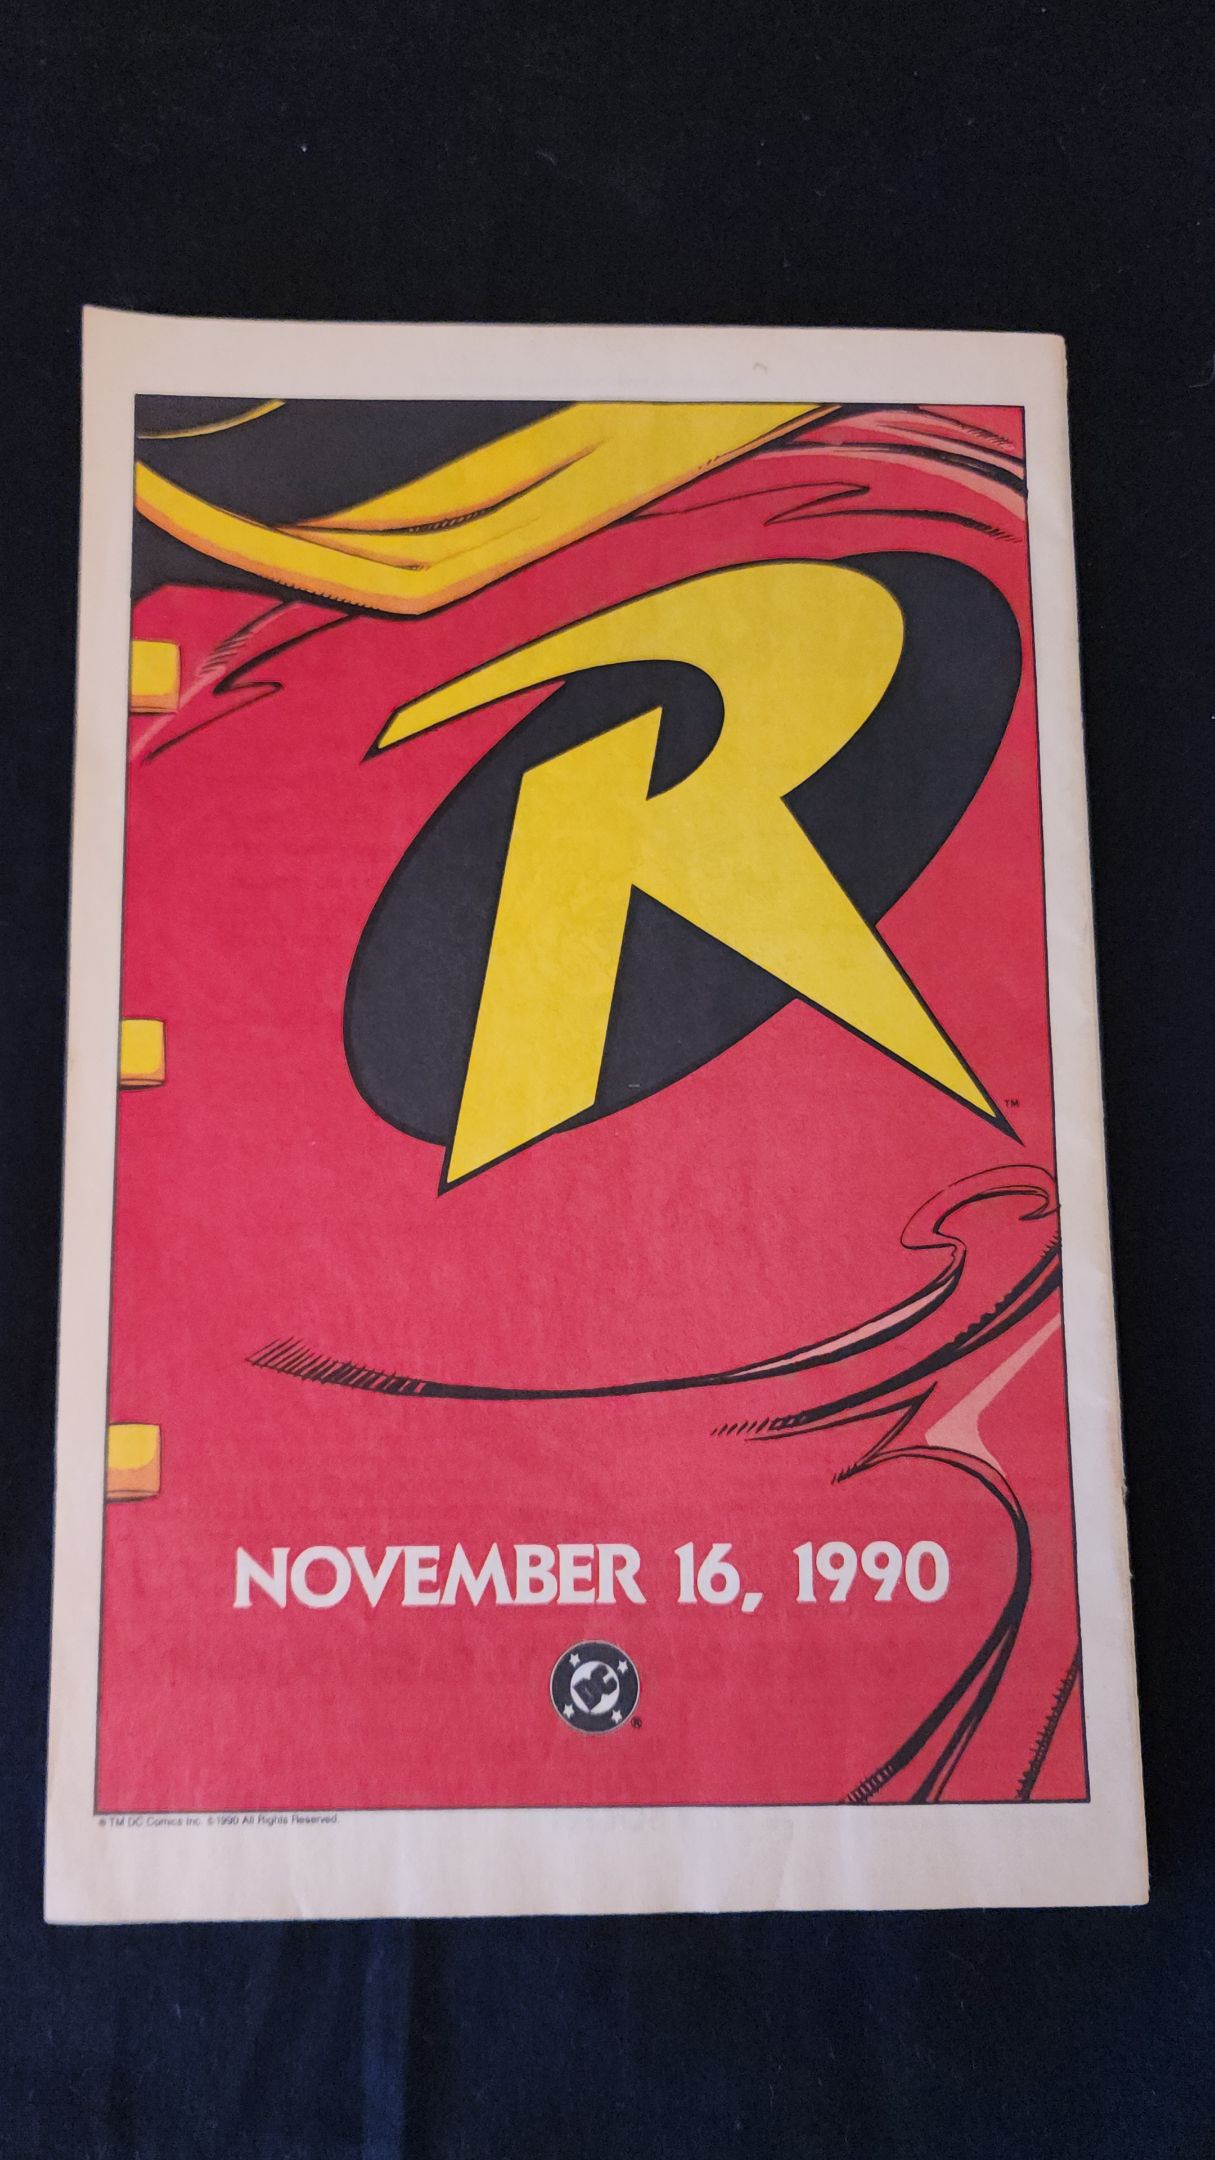 R
TM
NOVEMBER 16, 1990
DC
®
® TM DC Comics Inc. ©1990 All Rights Reserved.